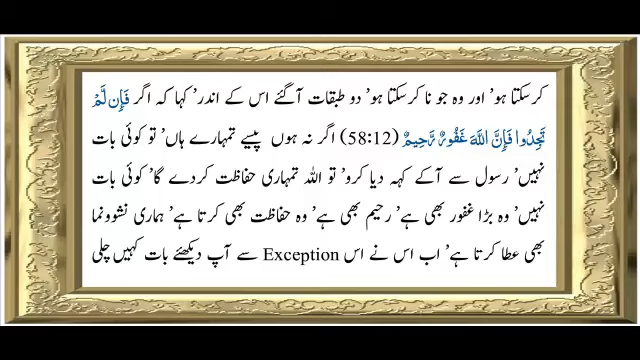 کرسکتا ہو' اور وہ جو نا کرسکتا ہو' دو طبقات آگئے اس کے اندر' کہا کہ اگر فَإِن لَّمْ
تَجِدُوا فَإِنَّ اللَّهَ غَفُورٌ رَّحِيمٌ (58:12) اگر نہ ہوں پیسے تمہارے ہاں' تو کوئی بات
نہیں' رسول سے آکے کہہ دیا کرو' تو اللہ تمہاری حفاظت کردے گا' کوئی بات
نہیں' وہ بڑا غفور بھی ہے' رحیم بھی ہے' وہ حفاظت بھی کرتا ہے' ہماری نشوونما
بھی عطا کرتا ہے' اب اس نے اس Exception سے آپ دیکھئے بات کہیں چلی